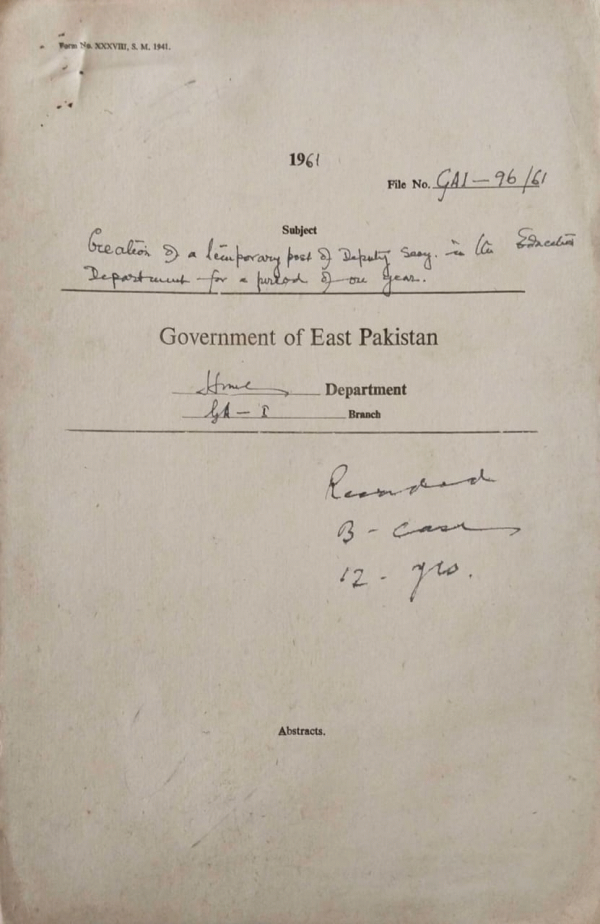 Form No. XXXVIII, S. M. 1941.
1961
File No. GA1-96/61
Subject
Creation of a temporary post of Deputy Secy. in the Education
Department for a period of one year.
Government of East Pakistan
Home Department
GA-I Branch
Recorded
B-case
12-yrs.
Abstracts.